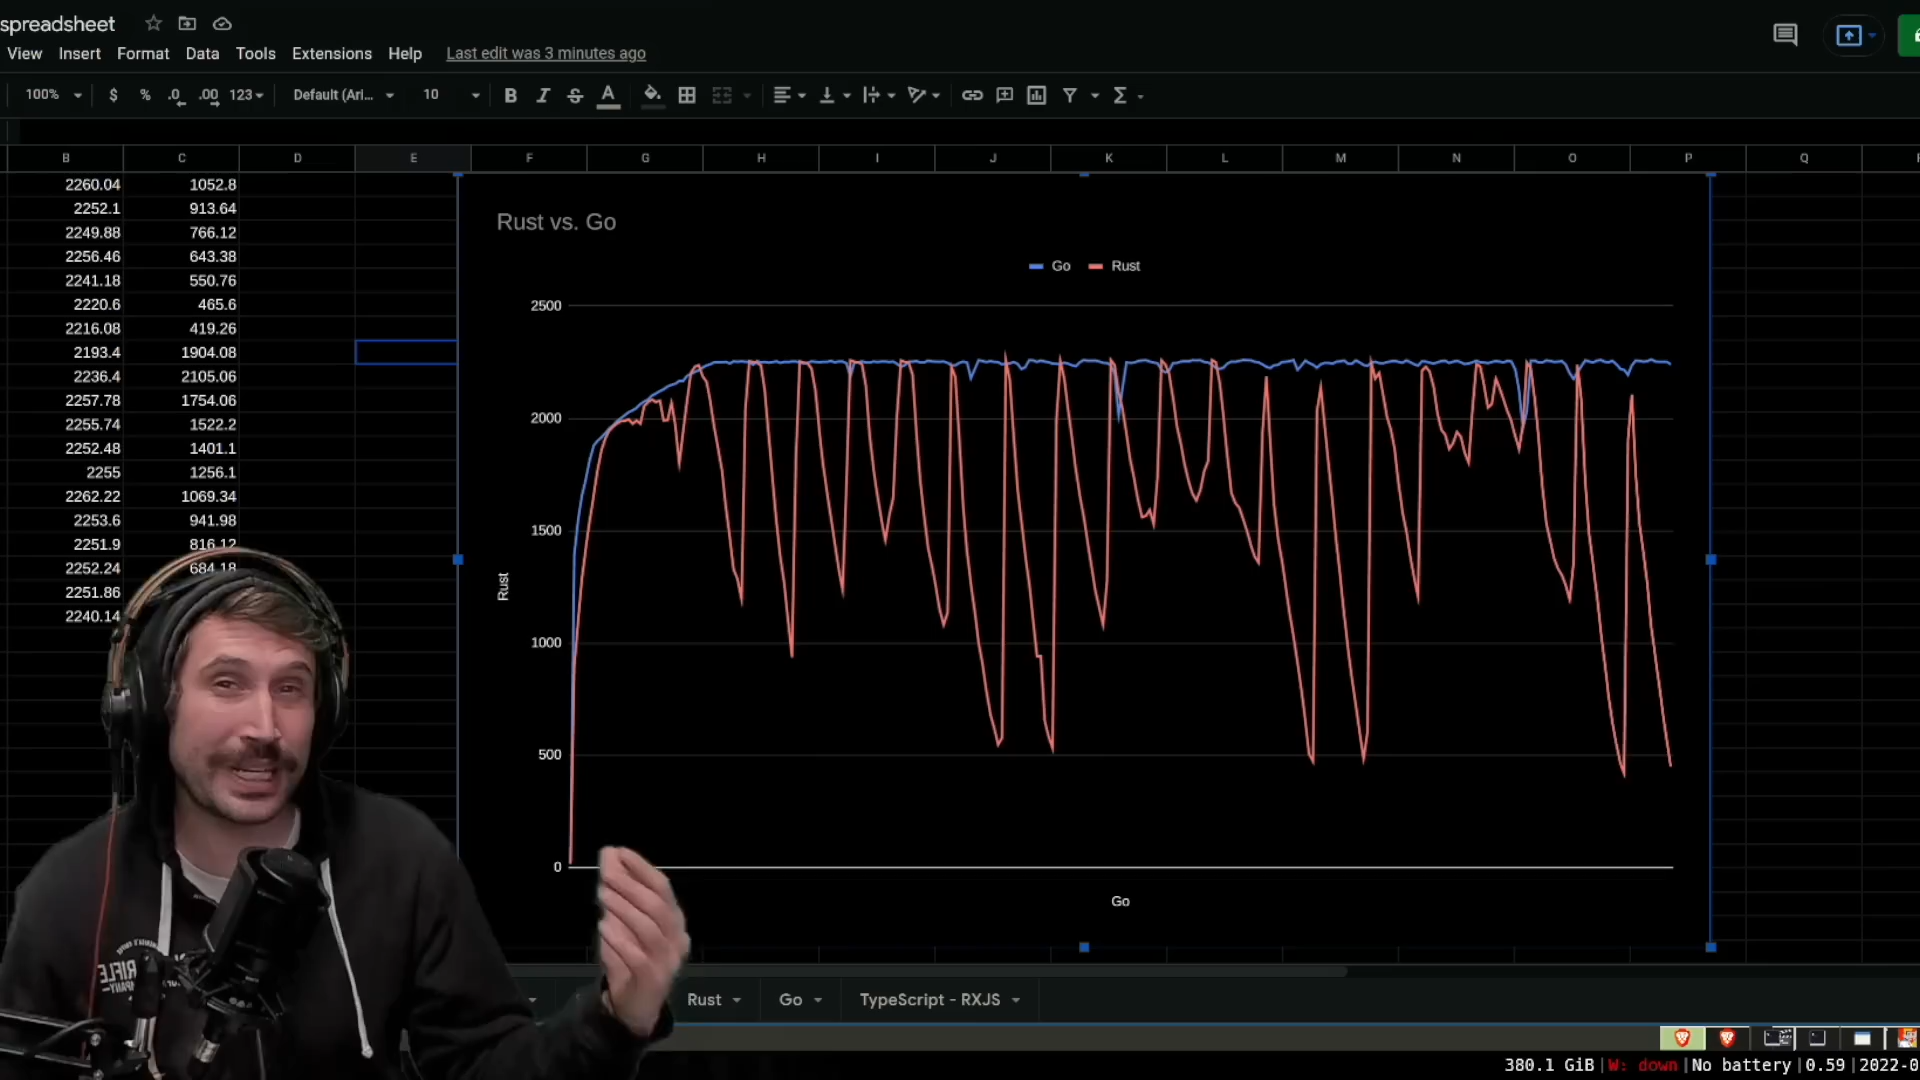 spreadsheet
View Insert Format Data Tools Extensions Help Last edit was 3 minutes ago
100% $ % .0 .00 123 Default (Ari... 10 B I S A Σ
B C D E F G H I J K L M N O P Q
2260.04 1052.8
2252.1 913.64
2249.88 766.12
2256.46 643.38
2241.18 550.76
2220.6 465.6
2216.08 419.26
2193.4 1904.08
2236.4 2105.06
2257.78 1754.06
2255.74 1522.2
2252.48 1401.1
2255 1256.1
2262.22 1069.34
2253.6 941.98
2251.9 816.12
2252.24 684.18
2251.86
2240.14
Rust vs. Go
Go Rust
2500
2000
1500
1000
500
0
Rust
Go
Rust Go TypeScript - RXJS
380.1 GiB | W: down | No battery | 0.59 | 2022-0